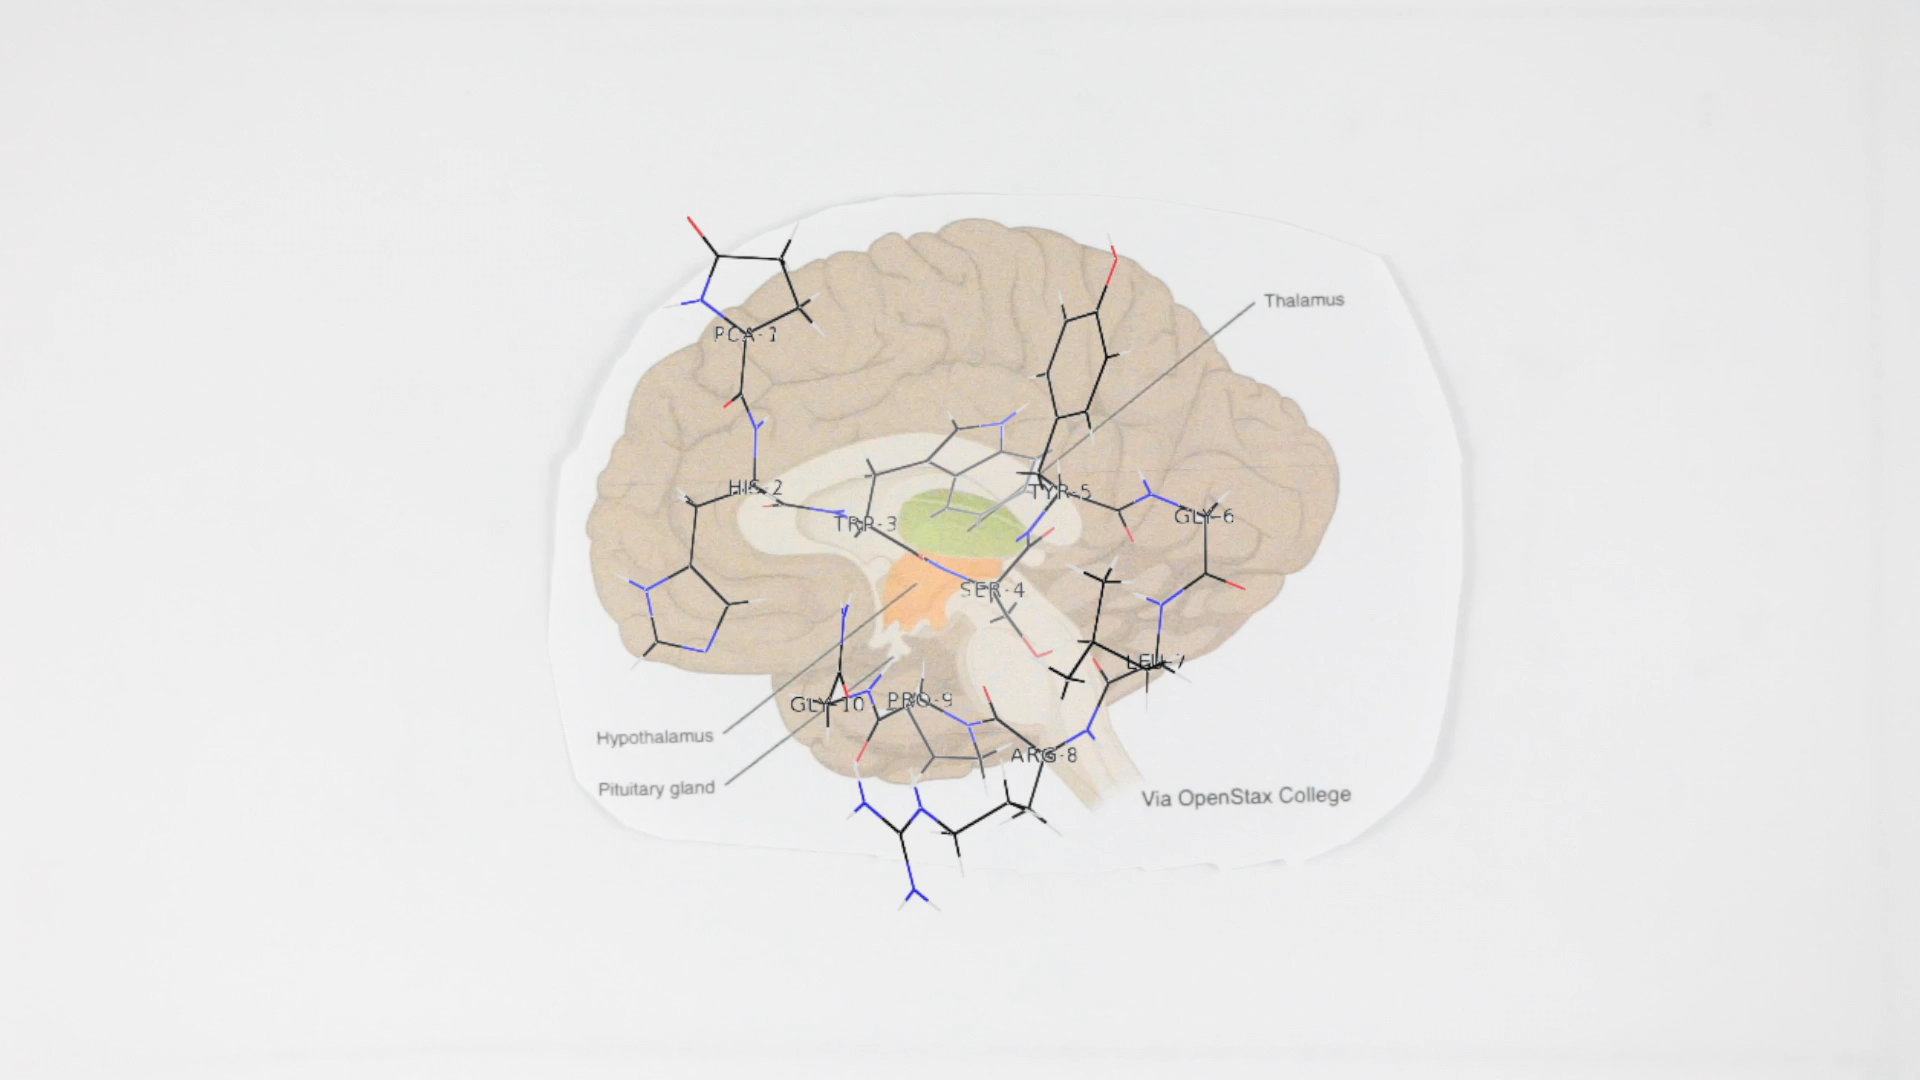 Thalamus
PCA-1
HIS-2
TRP-3
TYR-5
GLY-6
SER-4
LEU-7
GLY-10
PRO-9
ARG-8
Hypothalamus
Pituitary gland
Via OpenStax College